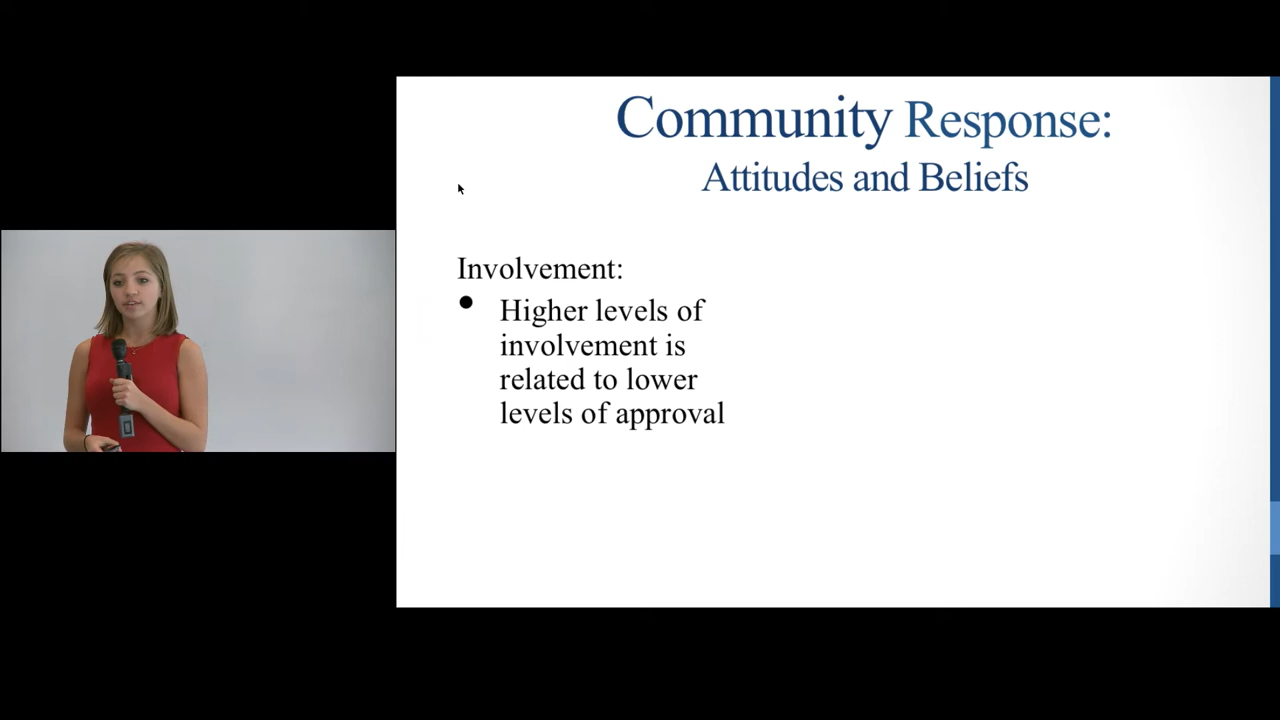 Community Response:
Attitudes and Beliefs
Involvement:
• Higher levels of
involvement is
related to lower
levels of approval